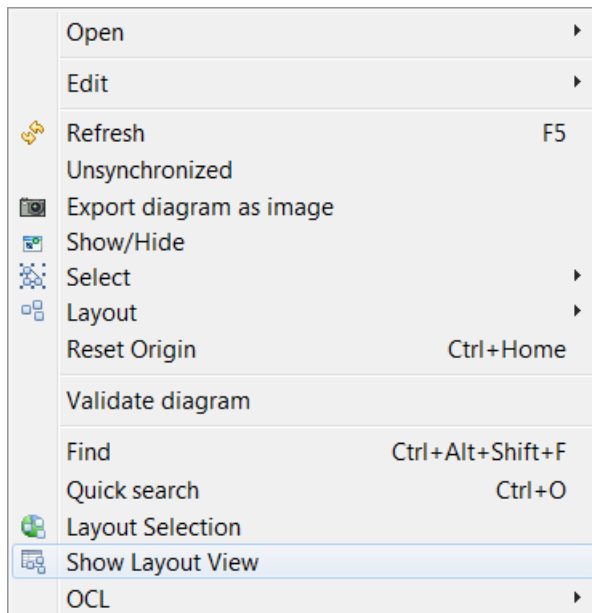 Open
Edit
Refresh F5
Unsynchronized
Export diagram as image
Show/Hide
Select
Layout
Reset Origin Ctrl+Home
Validate diagram
Find Ctrl+Alt+Shift+F
Quick search Ctrl+O
Layout Selection
Show Layout View
OCL